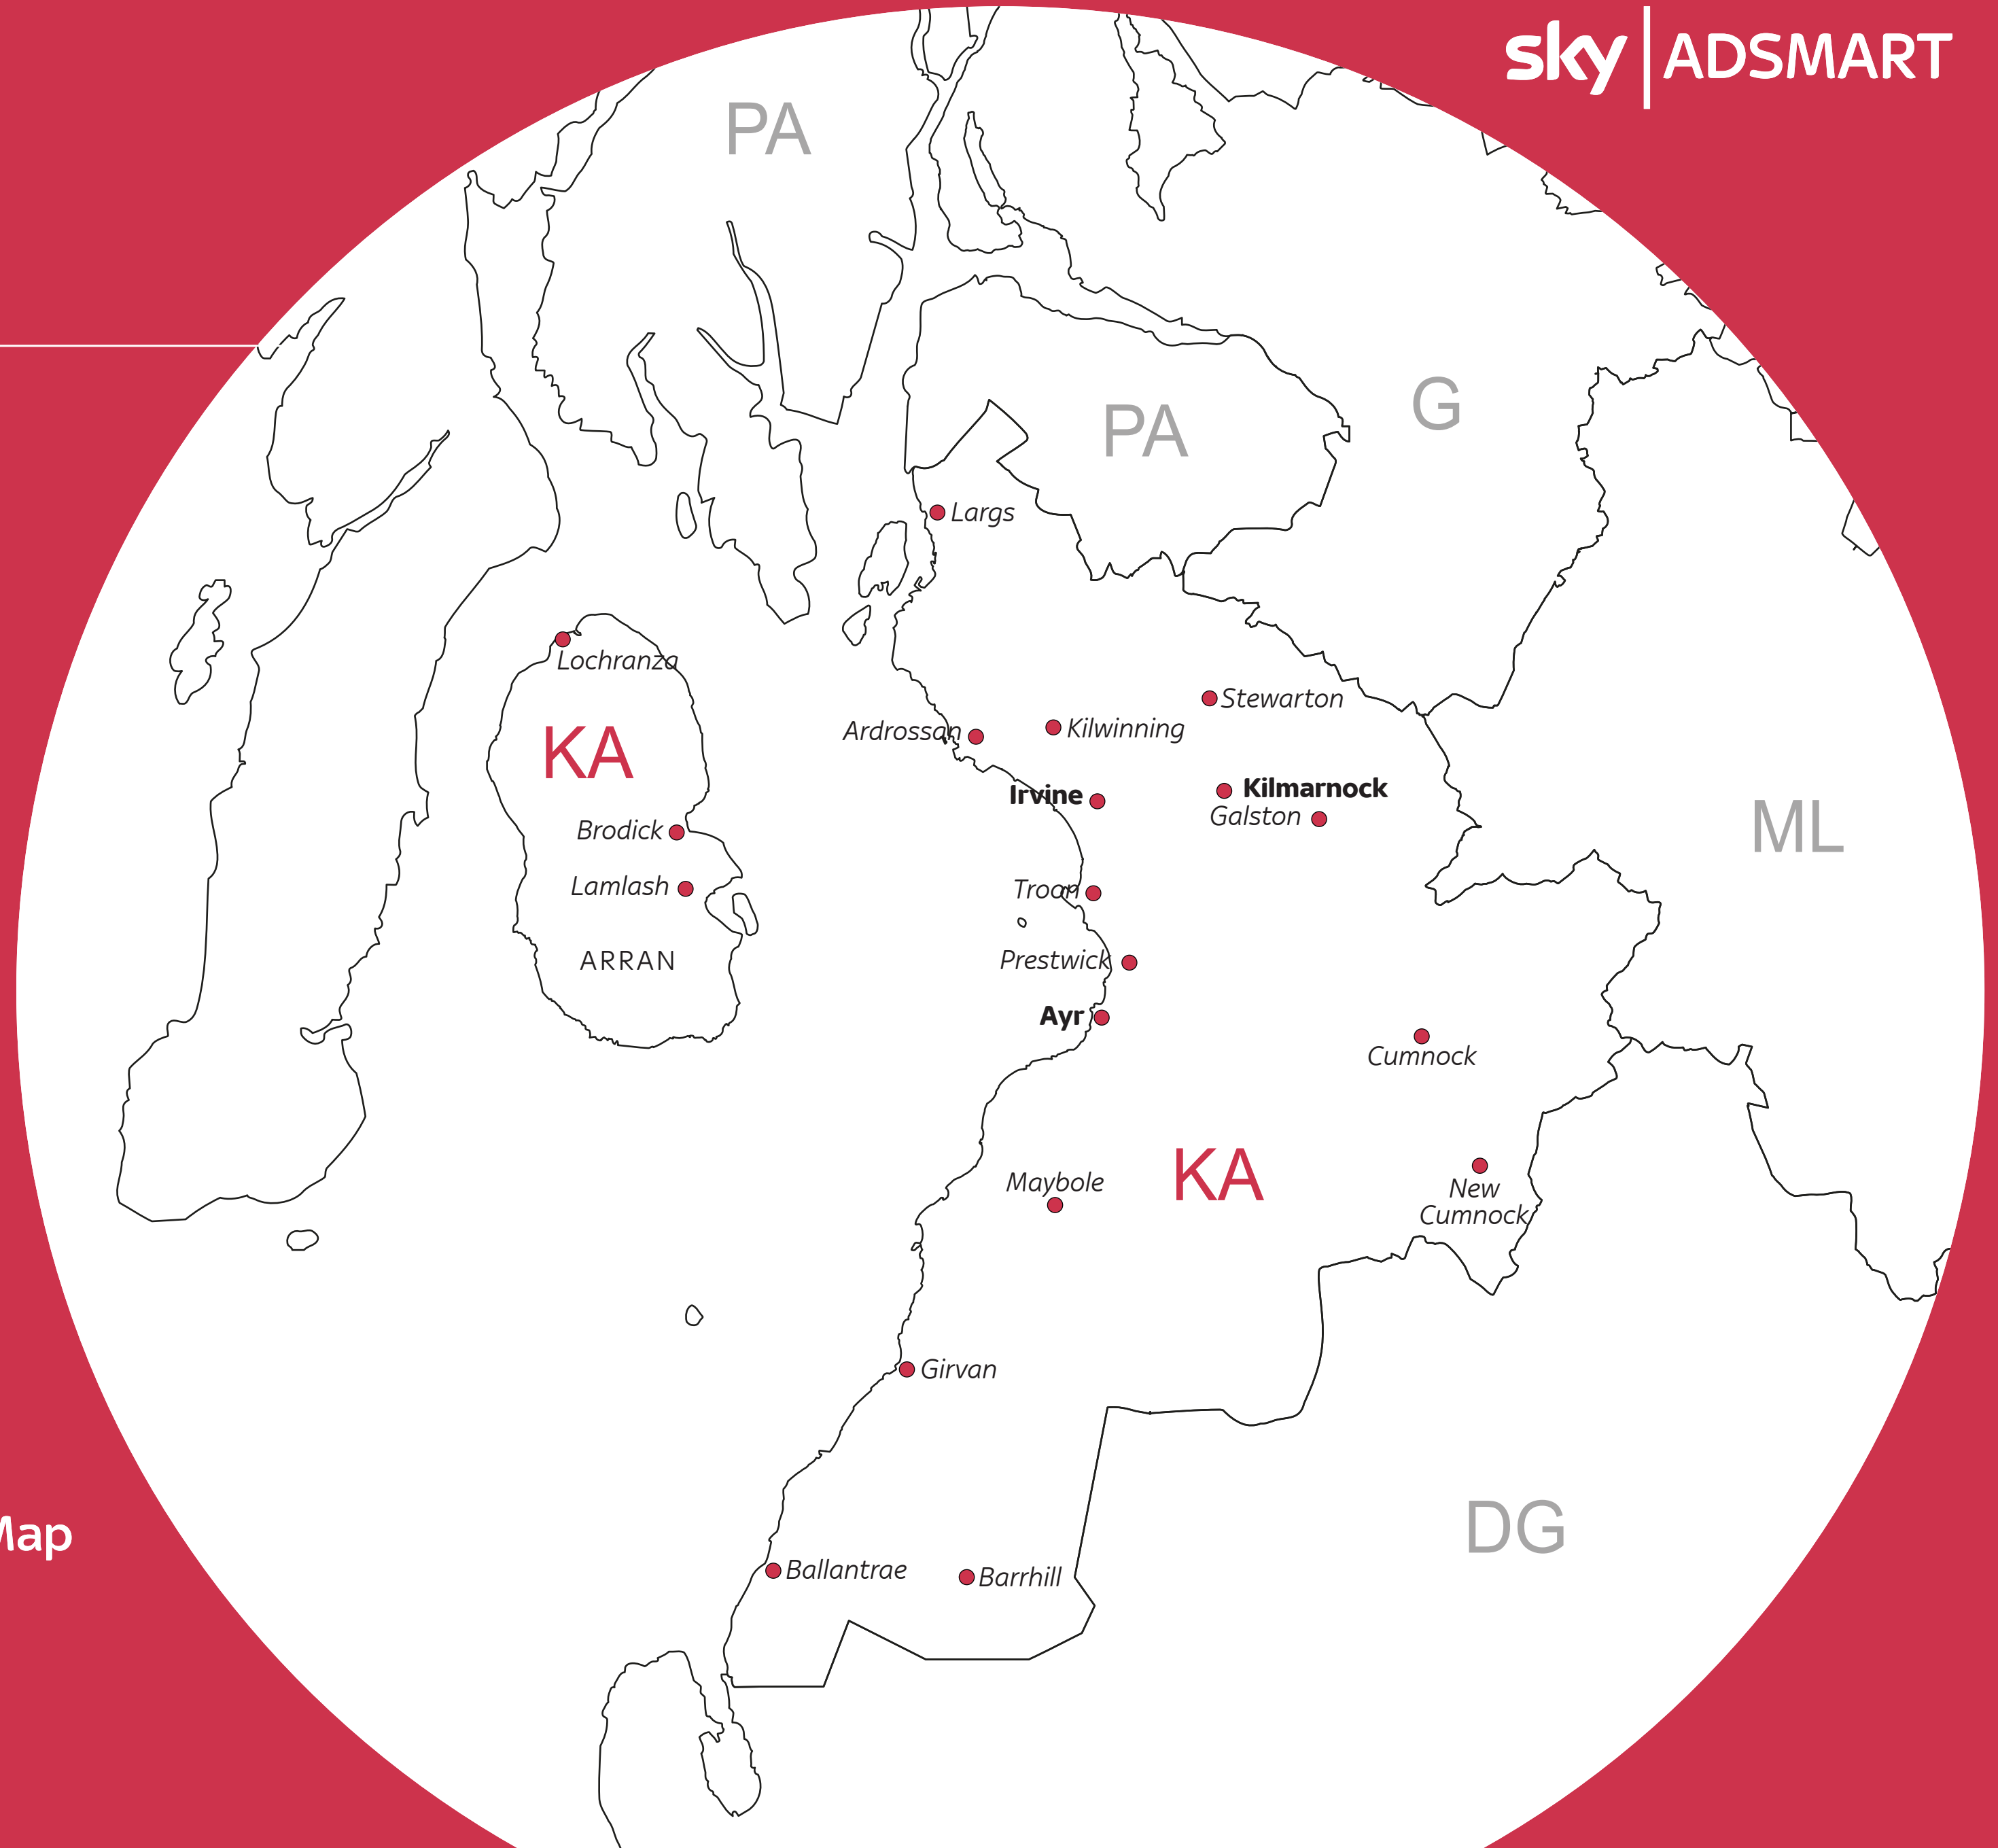 sky | ADSMART
PA
PA
G
Largs
Lochranza
KA
Stewarton
Ardrossan
Kilwinning
Irvine
Kilmarnock
Galston
ML
Brodick
Lamlash
Troon
ARRAN
Prestwick
Ayr
Cumnock
Maybole
KA
New
Cumnock
Girvan
DG
Map
Ballantrae
Barrhill